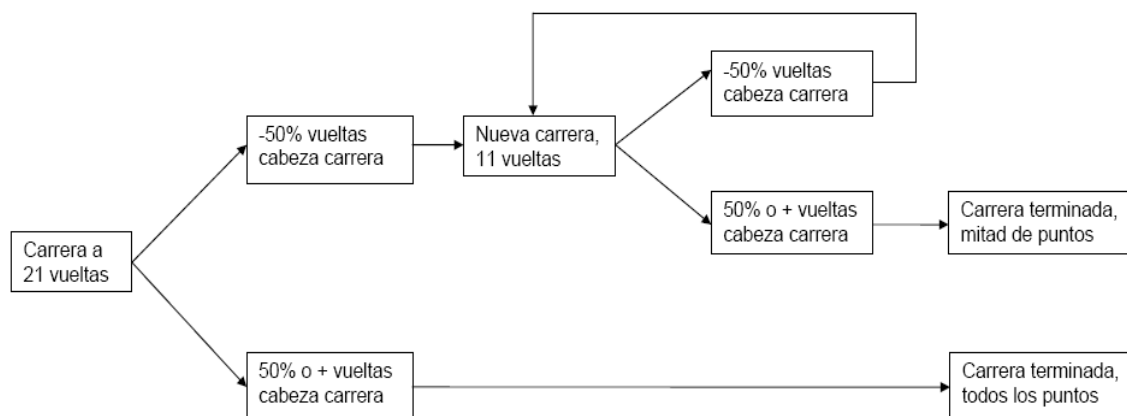 -50% vueltas
cabeza carrera
-50% vueltas
cabeza carrera
Nueva carrera,
11 vueltas
50% o + vueltas
cabeza carrera
Carrera terminada,
mitad de puntos
Carrera a
21 vueltas
50% o + vueltas
cabeza carrera
Carrera terminada,
todos los puntos